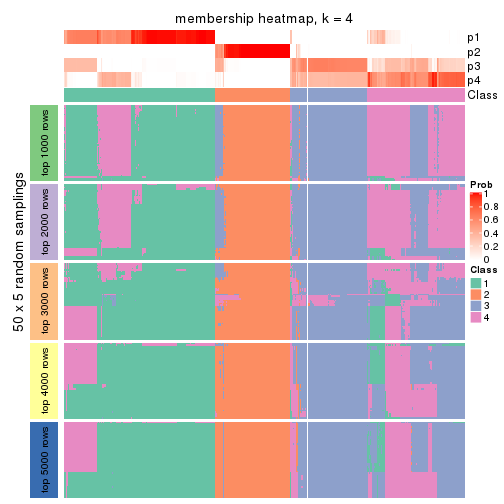 membership heatmap, k = 4
p1
p2
p3
p4
Class
50 x 5 random samplings
top 1000 rows
top 2000 rows
top 3000 rows
top 4000 rows
top 5000 rows
Prob
1
0.8
0.6
0.4
0.2
0
Class
1
2
3
4